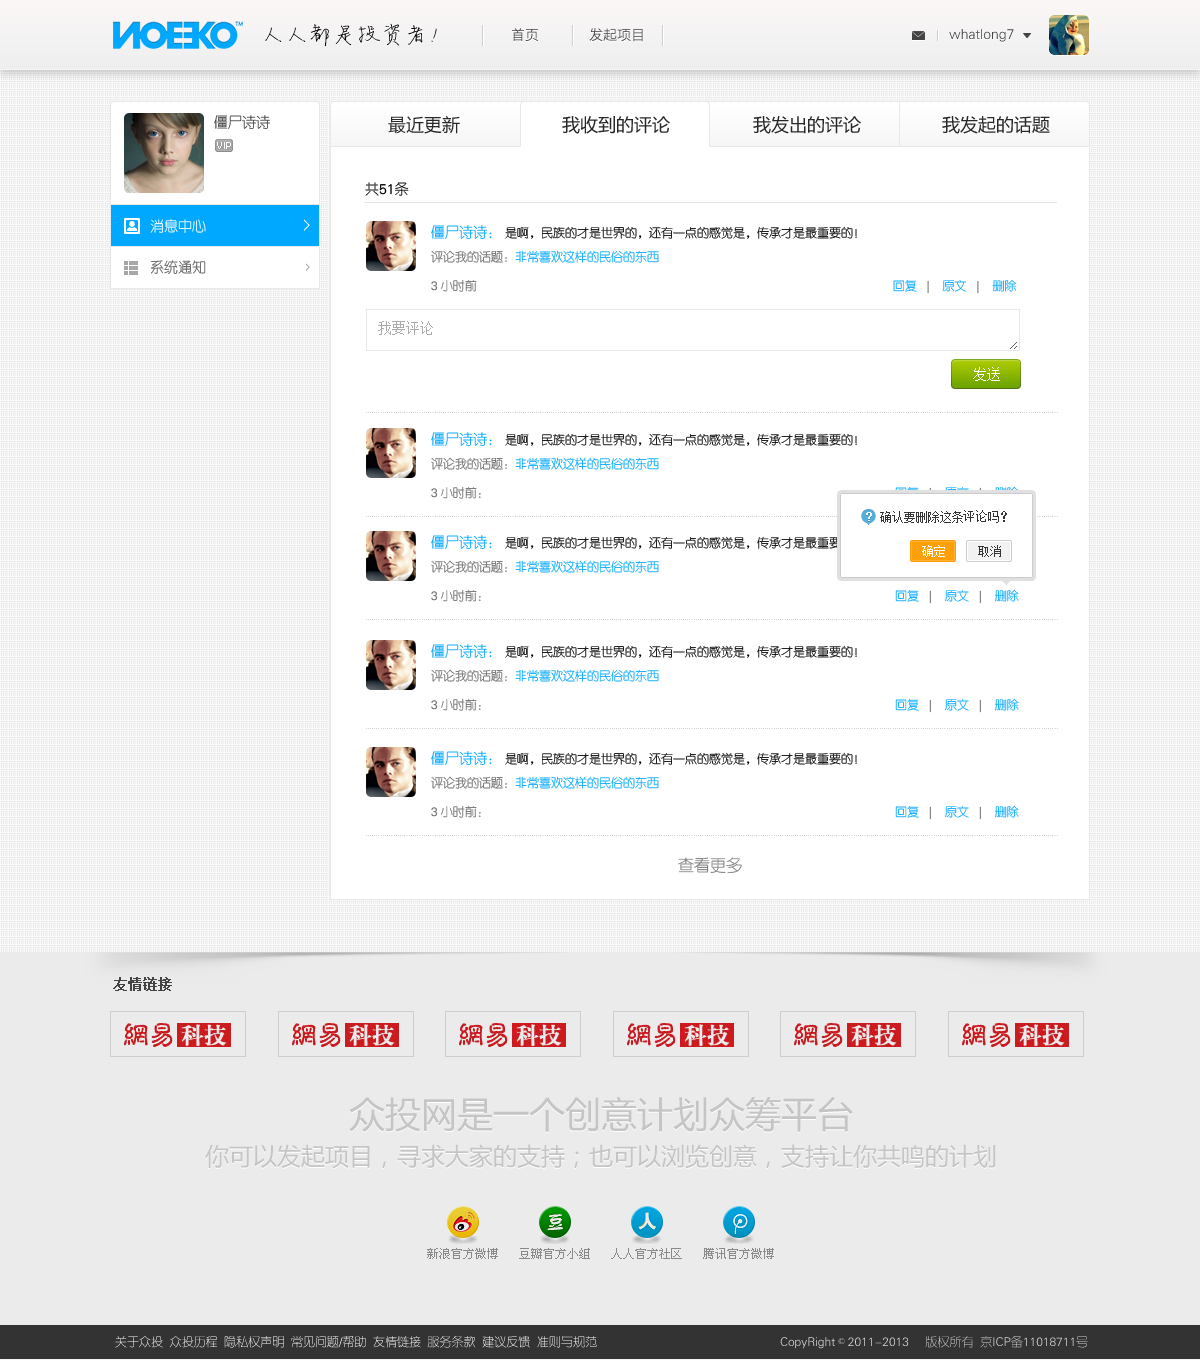 ИOEKO™ 人人都是投资者! 首页 发起项目 whatlong7
僵尸诗诗
VIP
消息中心
系统通知
最近更新 我收到的评论 我发出的评论 我发起的话题
共51条
僵尸诗诗: 是啊,民族的才是世界的,还有一点的感觉是,传承才是最重要的!
评论我的话题:非常喜欢这样的民俗的东西
3 小时前 回复 | 原文 | 删除
我要评论
发送
僵尸诗诗: 是啊,民族的才是世界的,还有一点的感觉是,传承才是最重要的!
评论我的话题:非常喜欢这样的民俗的东西
3 小时前: 回复 | 原文 | 删除
确认要删除这条评论吗?
确定 取消
僵尸诗诗: 是啊,民族的才是世界的,还有一点的感觉是,传承才是最重要
评论我的话题:非常喜欢这样的民俗的东西
3 小时前: 回复 | 原文 | 删除
僵尸诗诗: 是啊,民族的才是世界的,还有一点的感觉是,传承才是最重要的!
评论我的话题:非常喜欢这样的民俗的东西
3 小时前: 回复 | 原文 | 删除
僵尸诗诗: 是啊,民族的才是世界的,还有一点的感觉是,传承才是最重要的!
评论我的话题:非常喜欢这样的民俗的东西
3 小时前: 回复 | 原文 | 删除
查看更多
友情链接
網易科技 網易科技 網易科技 網易科技 網易科技 網易科技
众投网是一个创意计划众筹平台
你可以发起项目,寻求大家的支持;也可以浏览创意,支持让你共鸣的计划
豆 人
新浪官方微博 豆瓣官方小组 人人官方社区 腾讯官方微博
关于众投 众投历程 隐私权声明 常见问题/帮助 友情链接 服务条款 建议反馈 准则与规范 CopyRight © 2011-2013 版权所有 京ICP备11018711号